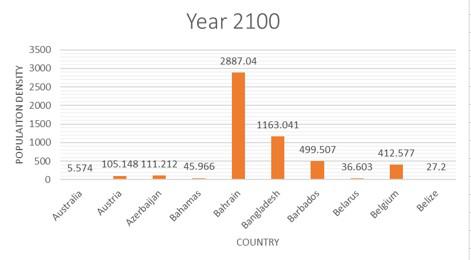 Year 2100
POPULAITON DENSITY
3500
3000
2500
2000
1500
1000
500
0
5.574
105.148
111.212
45.966
2887.04
1163.041
499.507
36.603
412.577
27.2
Australia
Austria
Azerbaijan
Bahamas
Bahrain
Bangladesh
Barbados
Belarus
Belgium
Belize
COUNTRY